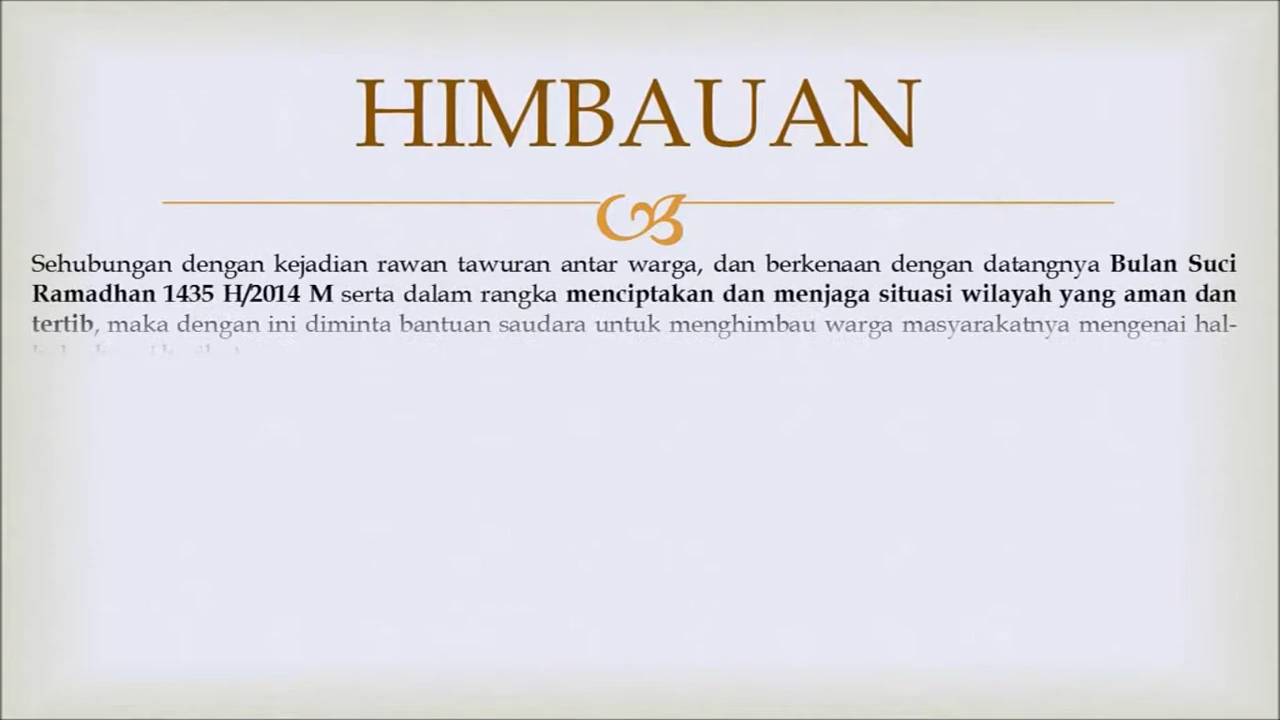 HIMBAUAN
Sehubungan dengan kejadian rawan tawuran antar warga, dan berkenaan dengan datangnya Bulan Suci
Ramadhan 1435 H/2014 M serta dalam rangka menciptakan dan menjaga situasi wilayah yang aman dan
tertib, maka dengan ini diminta bantuan saudara untuk menghimbau warga masyarakatnya mengenai hal-